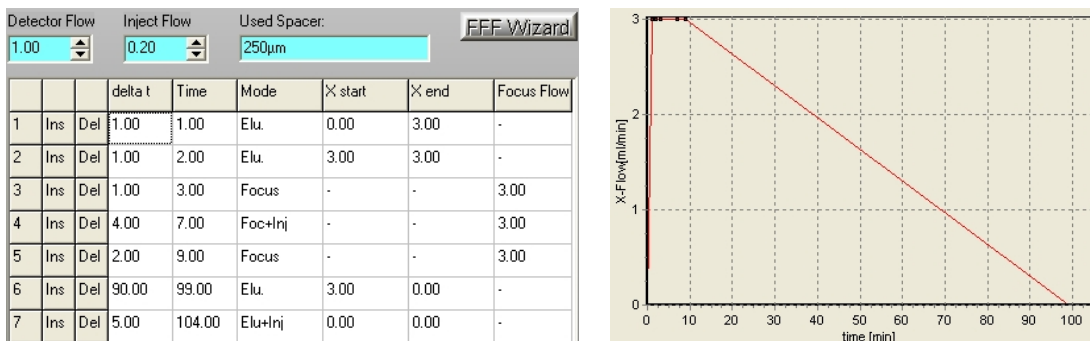 Detector Flow Inject Flow Used Spacer:
1.00 0.20 250µm FFF Wizard
delta t Time Mode X start X end Focus Flow
1 Ins Del 1.00 1.00 Elu. 0.00 3.00 -
2 Ins Del 1.00 2.00 Elu. 3.00 3.00 -
3 Ins Del 1.00 3.00 Focus - - 3.00
4 Ins Del 4.00 7.00 Foc+Inj - - 3.00
5 Ins Del 2.00 9.00 Focus - - 3.00
6 Ins Del 90.00 99.00 Elu. 3.00 0.00 -
7 Ins Del 5.00 104.00 Elu+Inj 0.00 0.00 -
X-Flow[ml/min]
3
2
1
0
0 10 20 30 40 50 60 70 80 90 100
time [min]